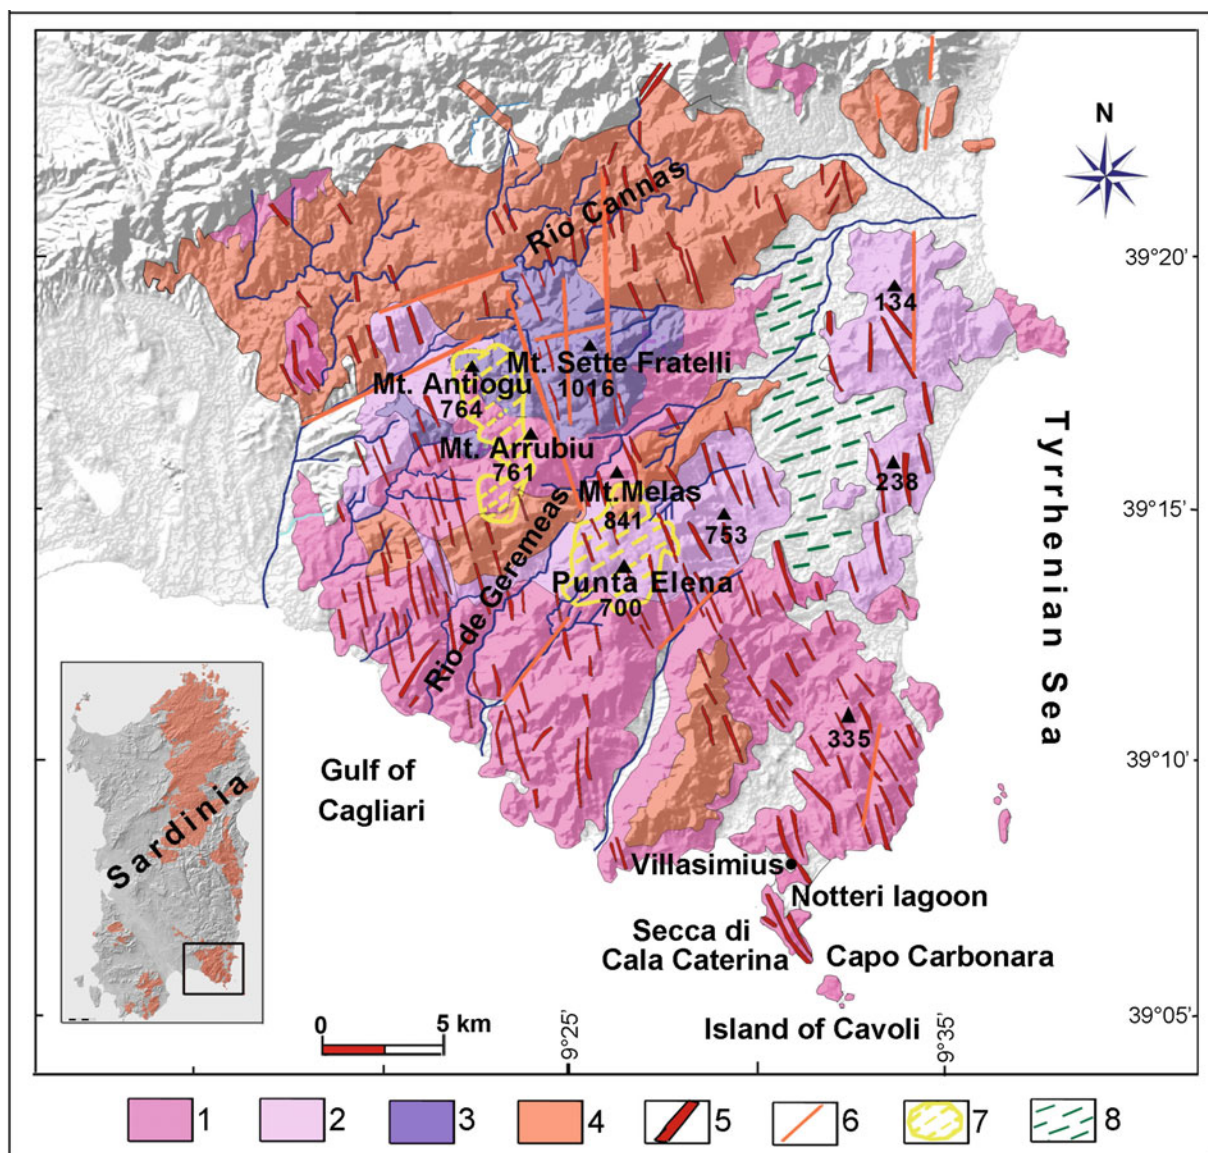 N
Rio Cannas
39°20'
134
Mt. Sette Fratelli
1016
Mt. Antiogu
764
Mt. Arrubiu
761
238
Mt.Melas
841
753
39°15'
Punta Elena
700
Rio de Geremeas
Tyrrhenian Sea
335
39°10'
Gulf of
Cagliari
Sardinia
Villasimius
Notteri lagoon
Secca di
Cala Caterina
Capo Carbonara
Island of Cavoli
39°05'
0 5 km
9°25'
9°35'
1 2 3 4 5 6 7 8